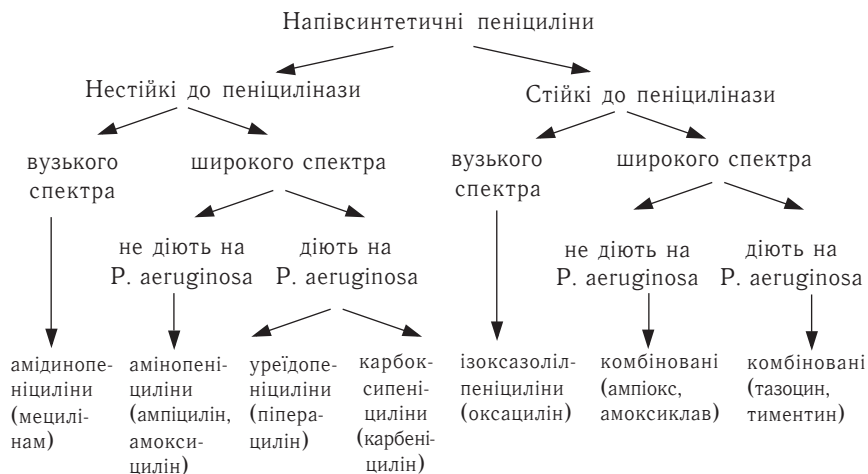 Напівсинтетичні пеніциліни
Нестійкі до пеніцилінази
Стійкі до пеніцилінази
вузького
спектра
широкого спектра
вузького
спектра
широкого спектра
не діють на
P. aeruginosa
діють на
P. aeruginosa
не діють на
P. aeruginosa
діють на
P. aeruginosa
амідинопе-
ніциліни
(мецилі-
нам)
амінопені-
циліни
(ампіцилін,
амокси-
цилін)
уреїдопе-
ніциліни
(піпера-
цилін)
карбок-
сипені-
циліни
(карбені-
цилін)
ізоксазоліл-
пеніциліни
(оксацилін)
комбіновані
(ампіокс,
амоксиклав)
комбіновані
(тазоцин,
тиментин)